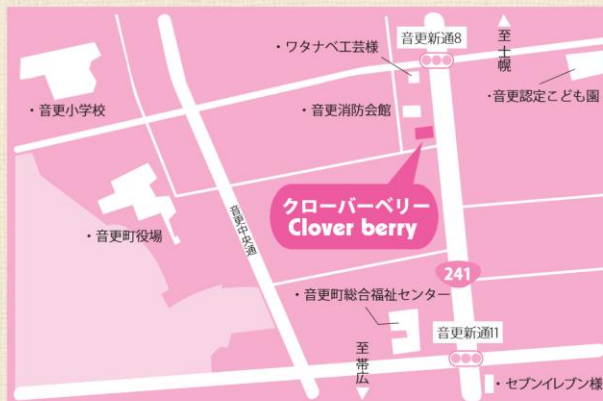 音更新通8
至士幌
・ワタナベ工芸様
・音更小学校
・音更消防会館
・音更認定こども園
クローバーベリー
Clover berry
・音更町役場
音更中央通
241
・音更町総合福祉センター
音更新通11
至帯広
・セブンイレブン様